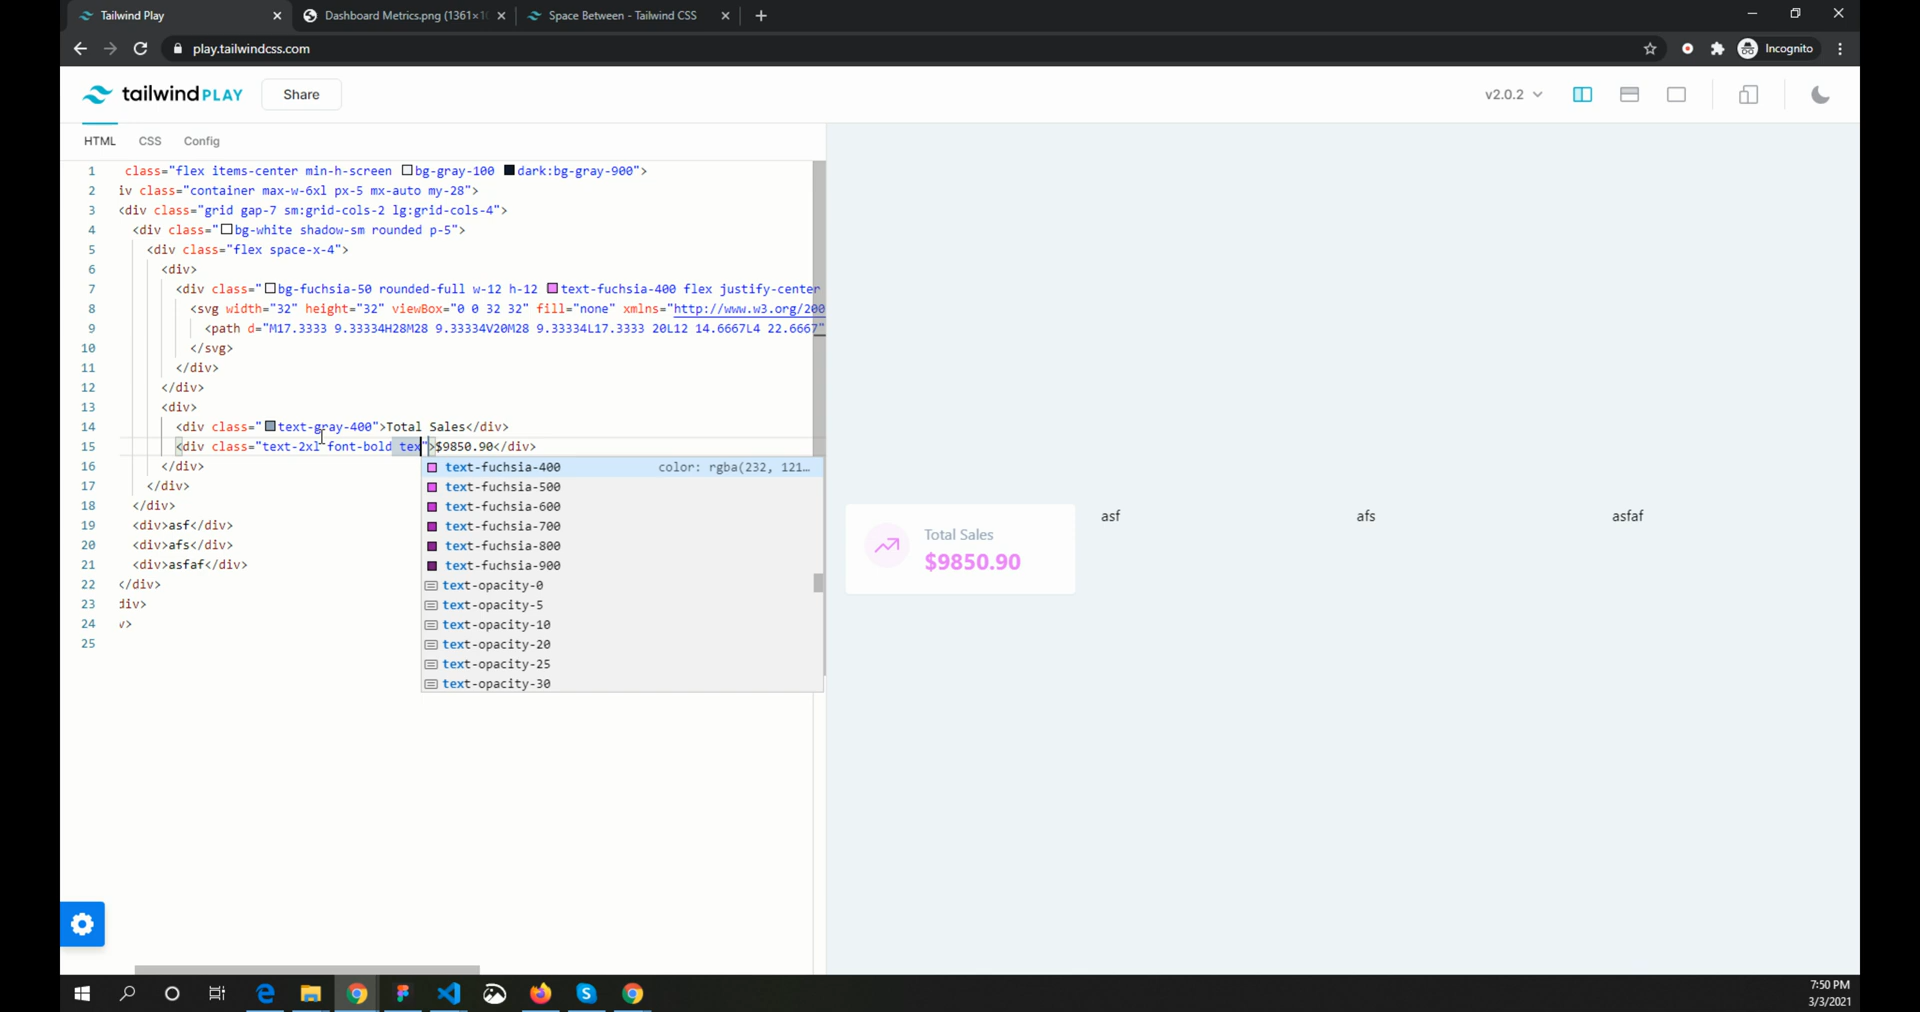 Tailwind Play
Dashboard Metrics.png (1361×10
Space Between - Tailwind CSS
play.tailwindcss.com
Incognito
tailwind PLAY
Share
v2.0.2
HTML CSS Config
1 class="flex items-center min-h-screen bg-gray-100 dark:bg-gray-900">
2 iv class="container max-w-6xl px-5 mx-auto my-28">
3 <div class="grid gap-7 sm:grid-cols-2 lg:grid-cols-4">
4 <div class="bg-white shadow-sm rounded p-5">
5 <div class="flex space-x-4">
6 <div>
7 <div class="bg-fuchsia-50 rounded-full w-12 h-12 text-fuchsia-400 flex justify-center
8 <svg width="32" height="32" viewBox="0 0 32 32" fill="none" xmlns="http://www.w3.org/200
9 <path d="M17.3333 9.33334H28M28 9.33334V20M28 9.33334L17.3333 20L12 14.6667L4 22.6667"
10 </svg>
11 </div>
12 </div>
13 <div>
14 <div class="text-gray-400">Total Sales</div>
15 <div class="text-2xl font-bold tex">$9850.90</div>
16 </div>
17 </div>
18 </div>
19 <div>asf</div>
20 <div>afs</div>
21 <div>asfaf</div>
22 </div>
23 div>
24 v>
25
text-fuchsia-400 color: rgba(232, 121…
text-fuchsia-500
text-fuchsia-600
text-fuchsia-700
text-fuchsia-800
text-fuchsia-900
text-opacity-0
text-opacity-5
text-opacity-10
text-opacity-20
text-opacity-25
text-opacity-30
Total Sales
$9850.90
asf
afs
asfaf
7:50 PM
3/3/2021